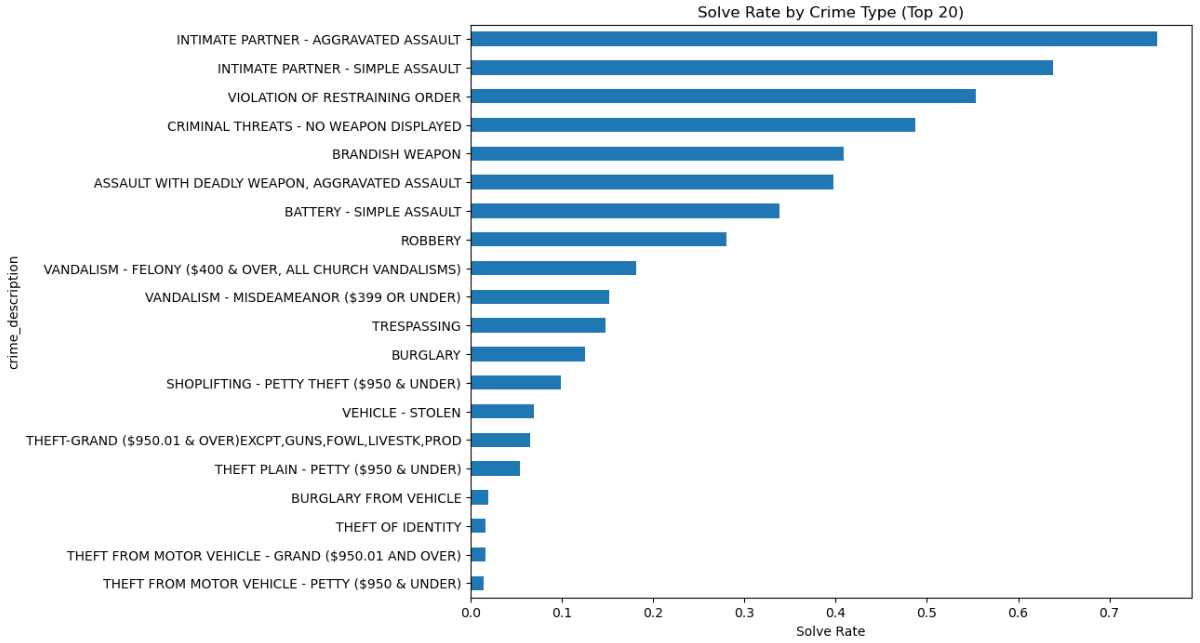 Solve Rate by Crime Type (Top 20)
crime_description
INTIMATE PARTNER - AGGRAVATED ASSAULT
INTIMATE PARTNER - SIMPLE ASSAULT
VIOLATION OF RESTRAINING ORDER
CRIMINAL THREATS - NO WEAPON DISPLAYED
BRANDISH WEAPON
ASSAULT WITH DEADLY WEAPON, AGGRAVATED ASSAULT
BATTERY - SIMPLE ASSAULT
ROBBERY
VANDALISM - FELONY ($400 & OVER, ALL CHURCH VANDALISMS)
VANDALISM - MISDEAMEANOR ($399 OR UNDER)
TRESPASSING
BURGLARY
SHOPLIFTING - PETTY THEFT ($950 & UNDER)
VEHICLE - STOLEN
THEFT-GRAND ($950.01 & OVER)EXCPT,GUNS,FOWL,LIVESTK,PROD
THEFT PLAIN - PETTY ($950 & UNDER)
BURGLARY FROM VEHICLE
THEFT OF IDENTITY
THEFT FROM MOTOR VEHICLE - GRAND ($950.01 AND OVER)
THEFT FROM MOTOR VEHICLE - PETTY ($950 & UNDER)
0.0 0.1 0.2 0.3 0.4 0.5 0.6 0.7
Solve Rate